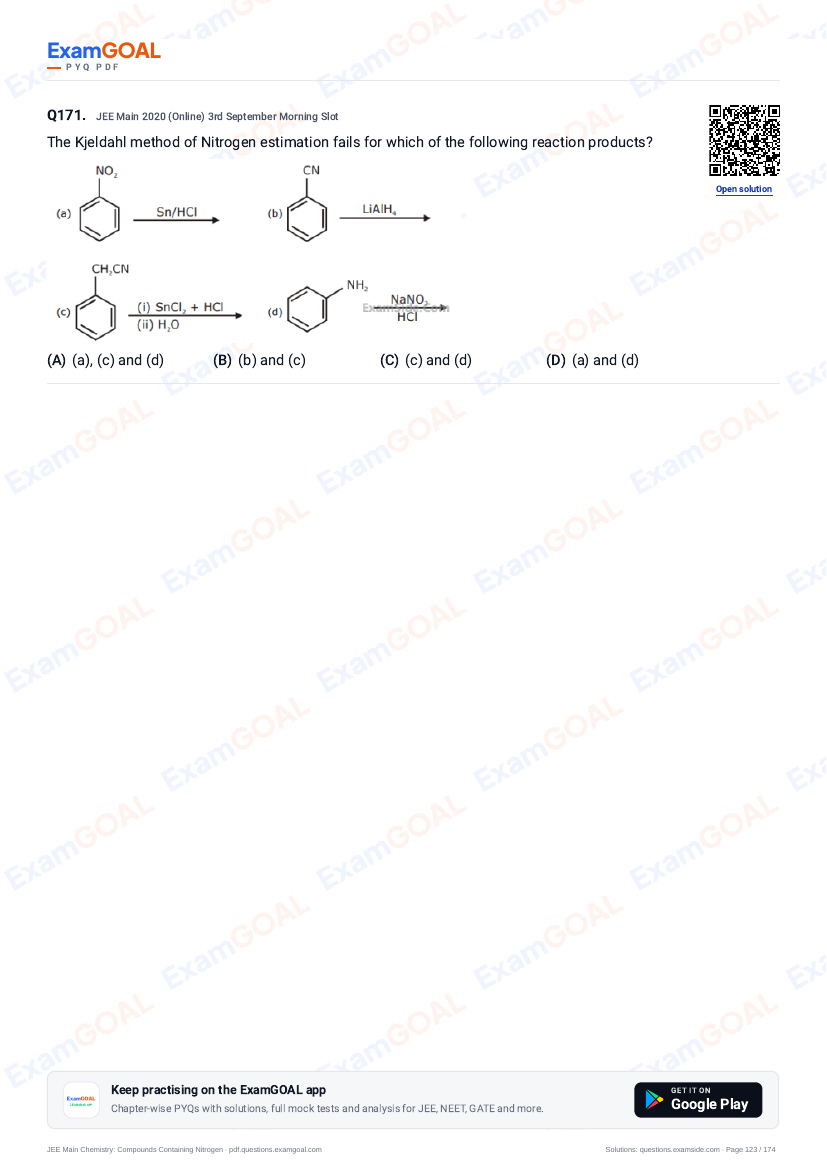 ExamGOAL
PYQ PDF
Q171. JEE Main 2020 (Online) 3rd September Morning Slot
The Kjeldahl method of Nitrogen estimation fails for which of the following reaction products?
Open solution
NO₂
CN
(a) Sn/HCl
(b) LiAlH₄
CH₂CN
NH₂
(c) (i) SnCl₂ + HCl
(ii) H₂O
(d) NaNO₂
HCl
ExamSide.Com
(A) (a), (c) and (d) (B) (b) and (c) (C) (c) and (d) (D) (a) and (d)
Keep practising on the ExamGOAL app
Chapter-wise PYQs with solutions, full mock tests and analysis for JEE, NEET, GATE and more.
GET IT ON
Google Play
JEE Main Chemistry: Compounds Containing Nitrogen · pdf.questions.examgoal.com
Solutions: questions.examside.com · Page 123 / 174